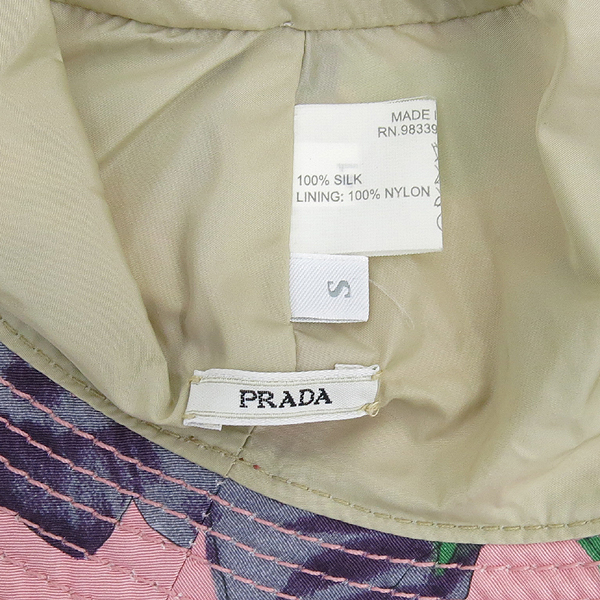 MADE I
RN.98339
100% SILK
LINING: 100% NYLON
S
PRADA